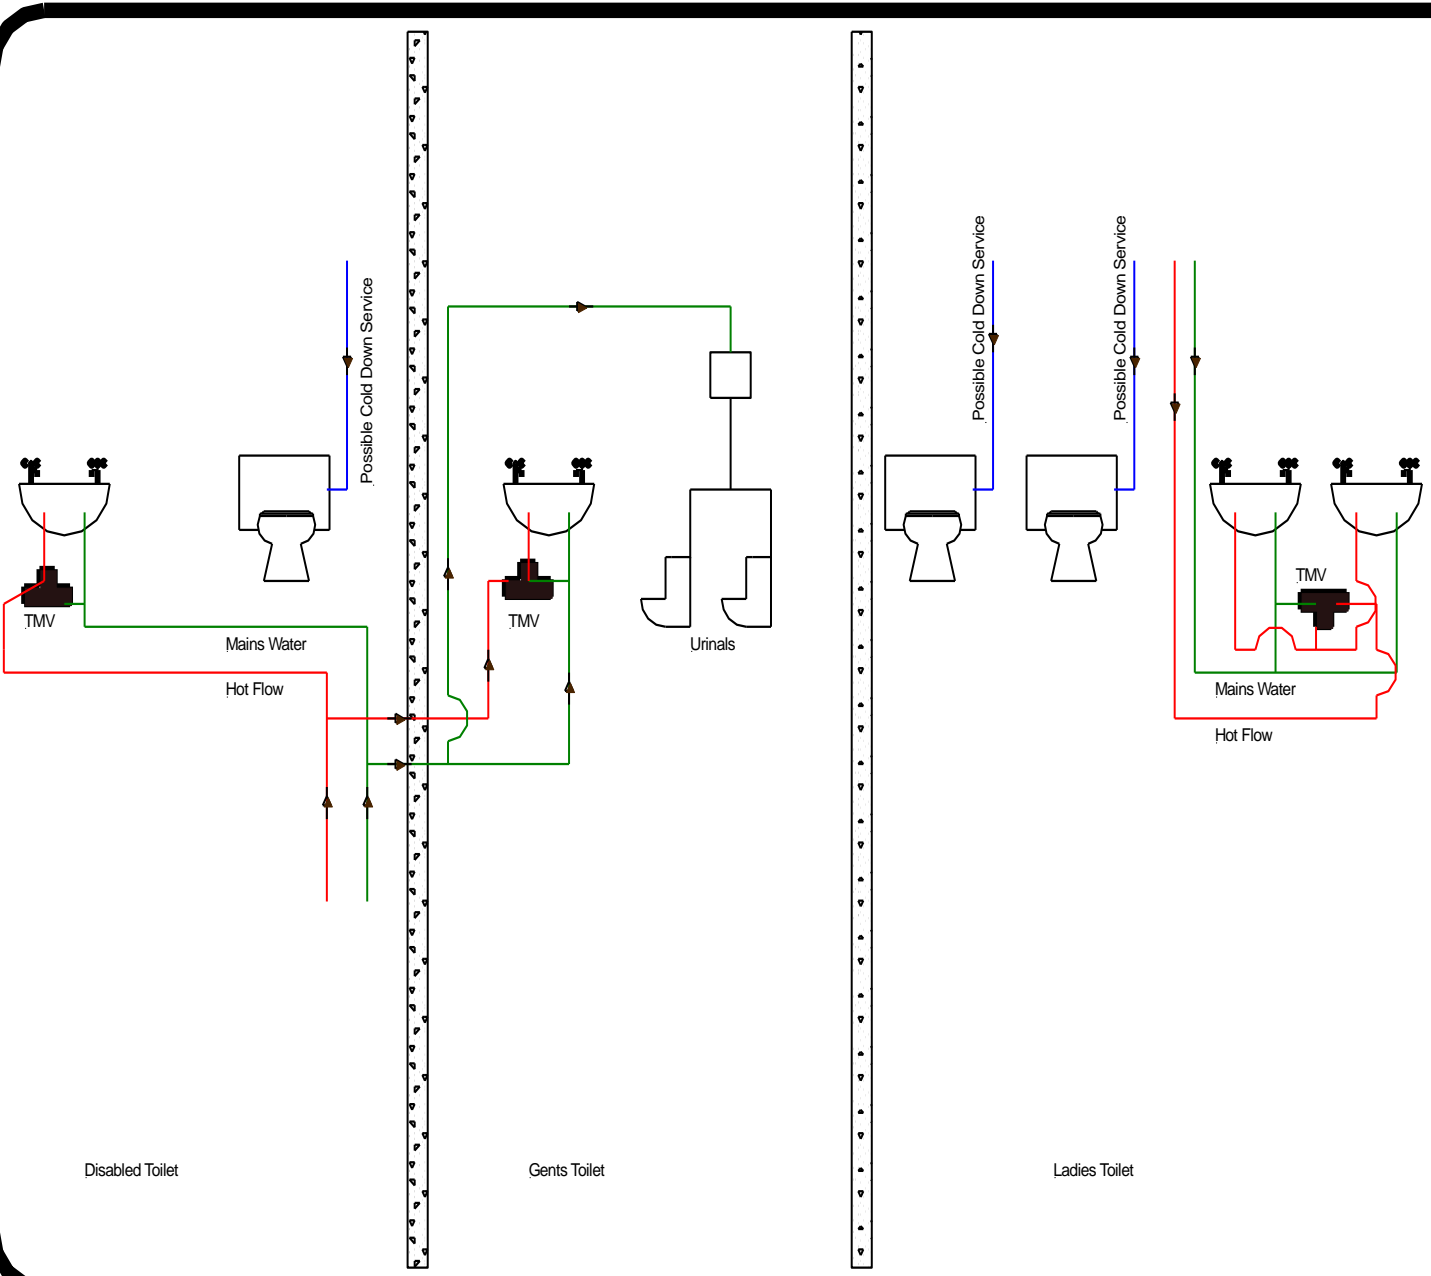 Possible Cold Down Service
Possible Cold Down Service
Possible Cold Down Service
TMV
TMV
TMV
Mains Water
Urinals
Hot Flow
Mains Water
Hot Flow
Disabled Toilet
Gents Toilet
Ladies Toilet